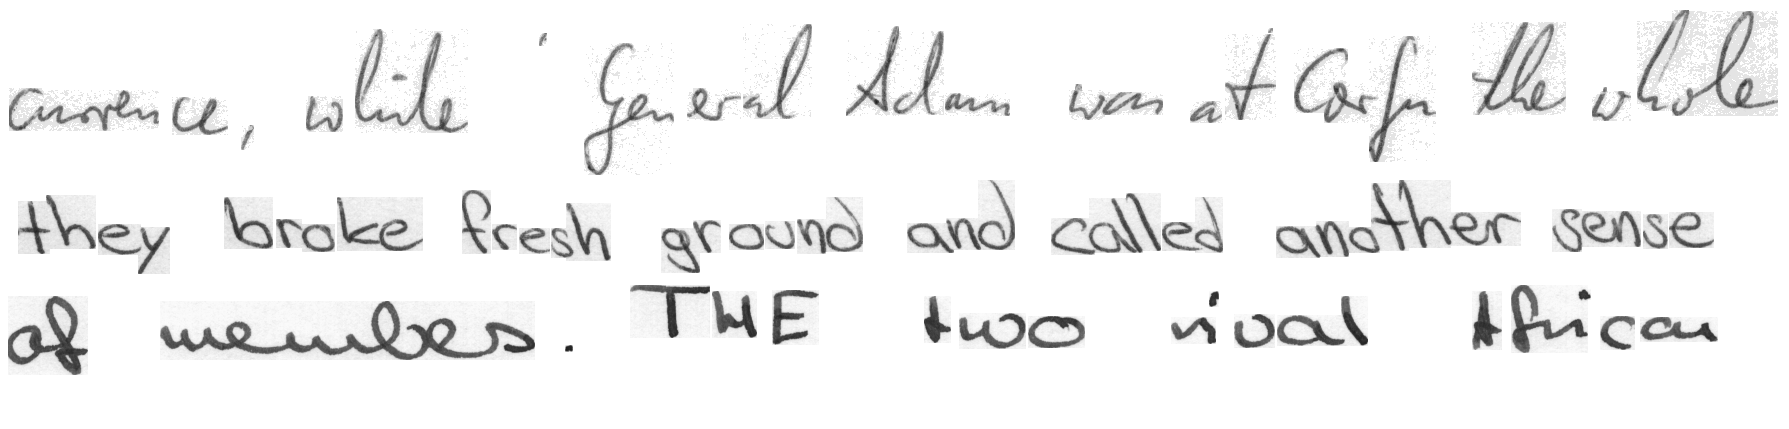 currence, while ' General Adam was at Corfu the whole
they broke fresh ground and called another sense
of members. THE two rival African